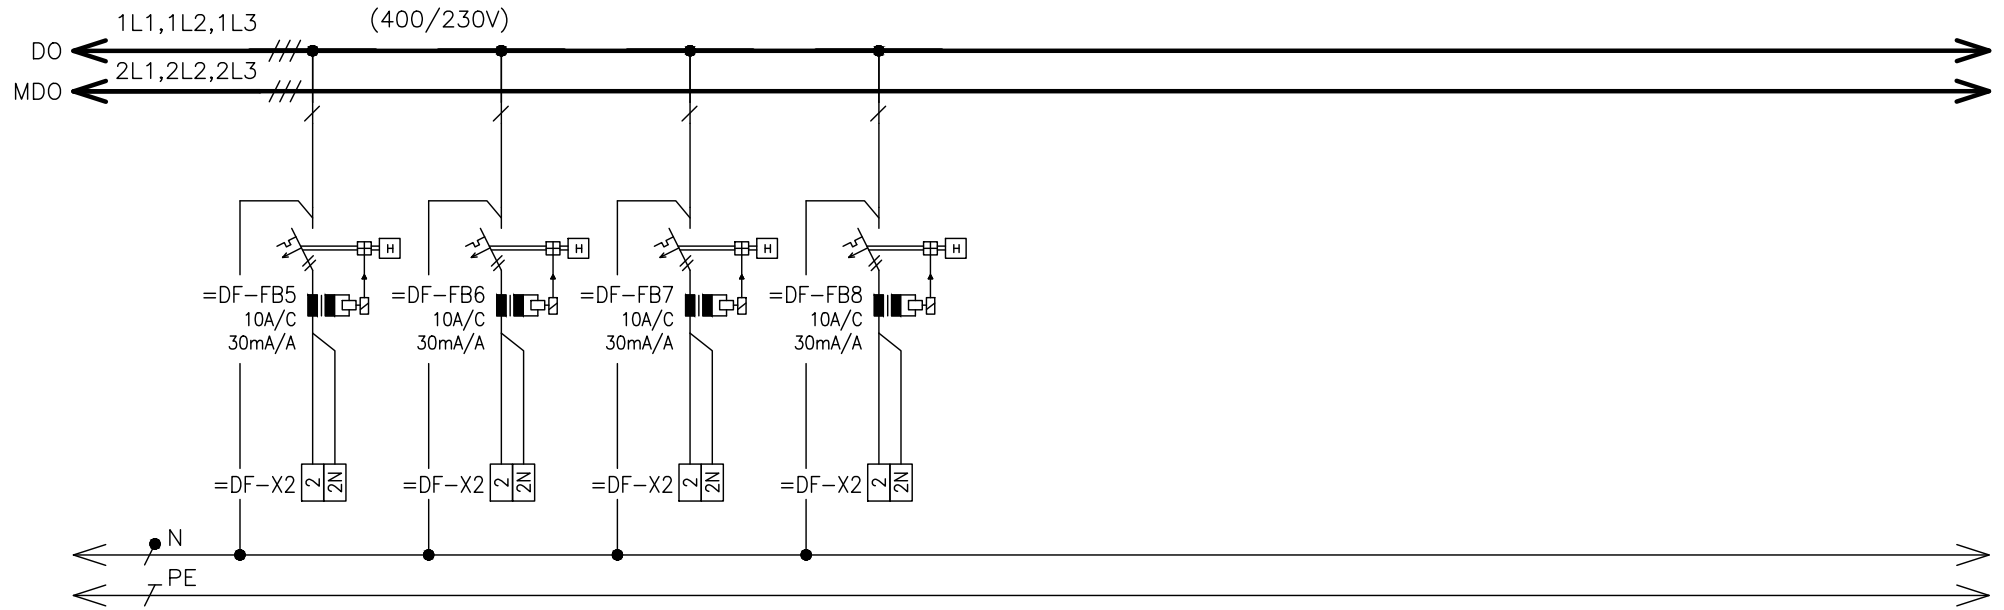 1L1,1L2,1L3 (400/230V)
DO
2L1,2L2,2L3
MDO
H H H H
=DF-FB5 =DF-FB6 =DF-FB7 =DF-FB8
10A/C 10A/C 10A/C 10A/C
30mA/A 30mA/A 30mA/A 30mA/A
=DF-X2 2 2N =DF-X2 2 2N =DF-X2 2 2N =DF-X2 2 2N
N
PE